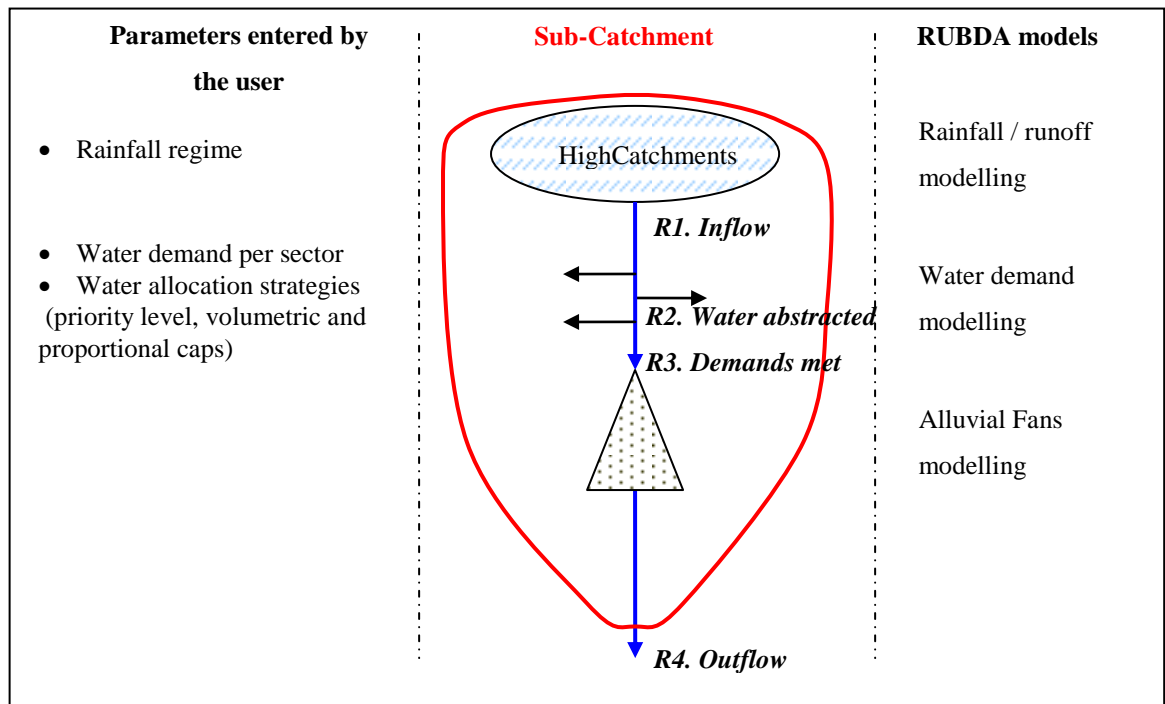 Parameters entered by
the user
• Rainfall regime
• Water demand per sector
• Water allocation strategies
(priority level, volumetric and
proportional caps)
Sub-Catchment
HighCatchments
R1. Inflow
R2. Water abstracted
R3. Demands met
R4. Outflow
RUBDA models
Rainfall / runoff
modelling
Water demand
modelling
Alluvial Fans
modelling